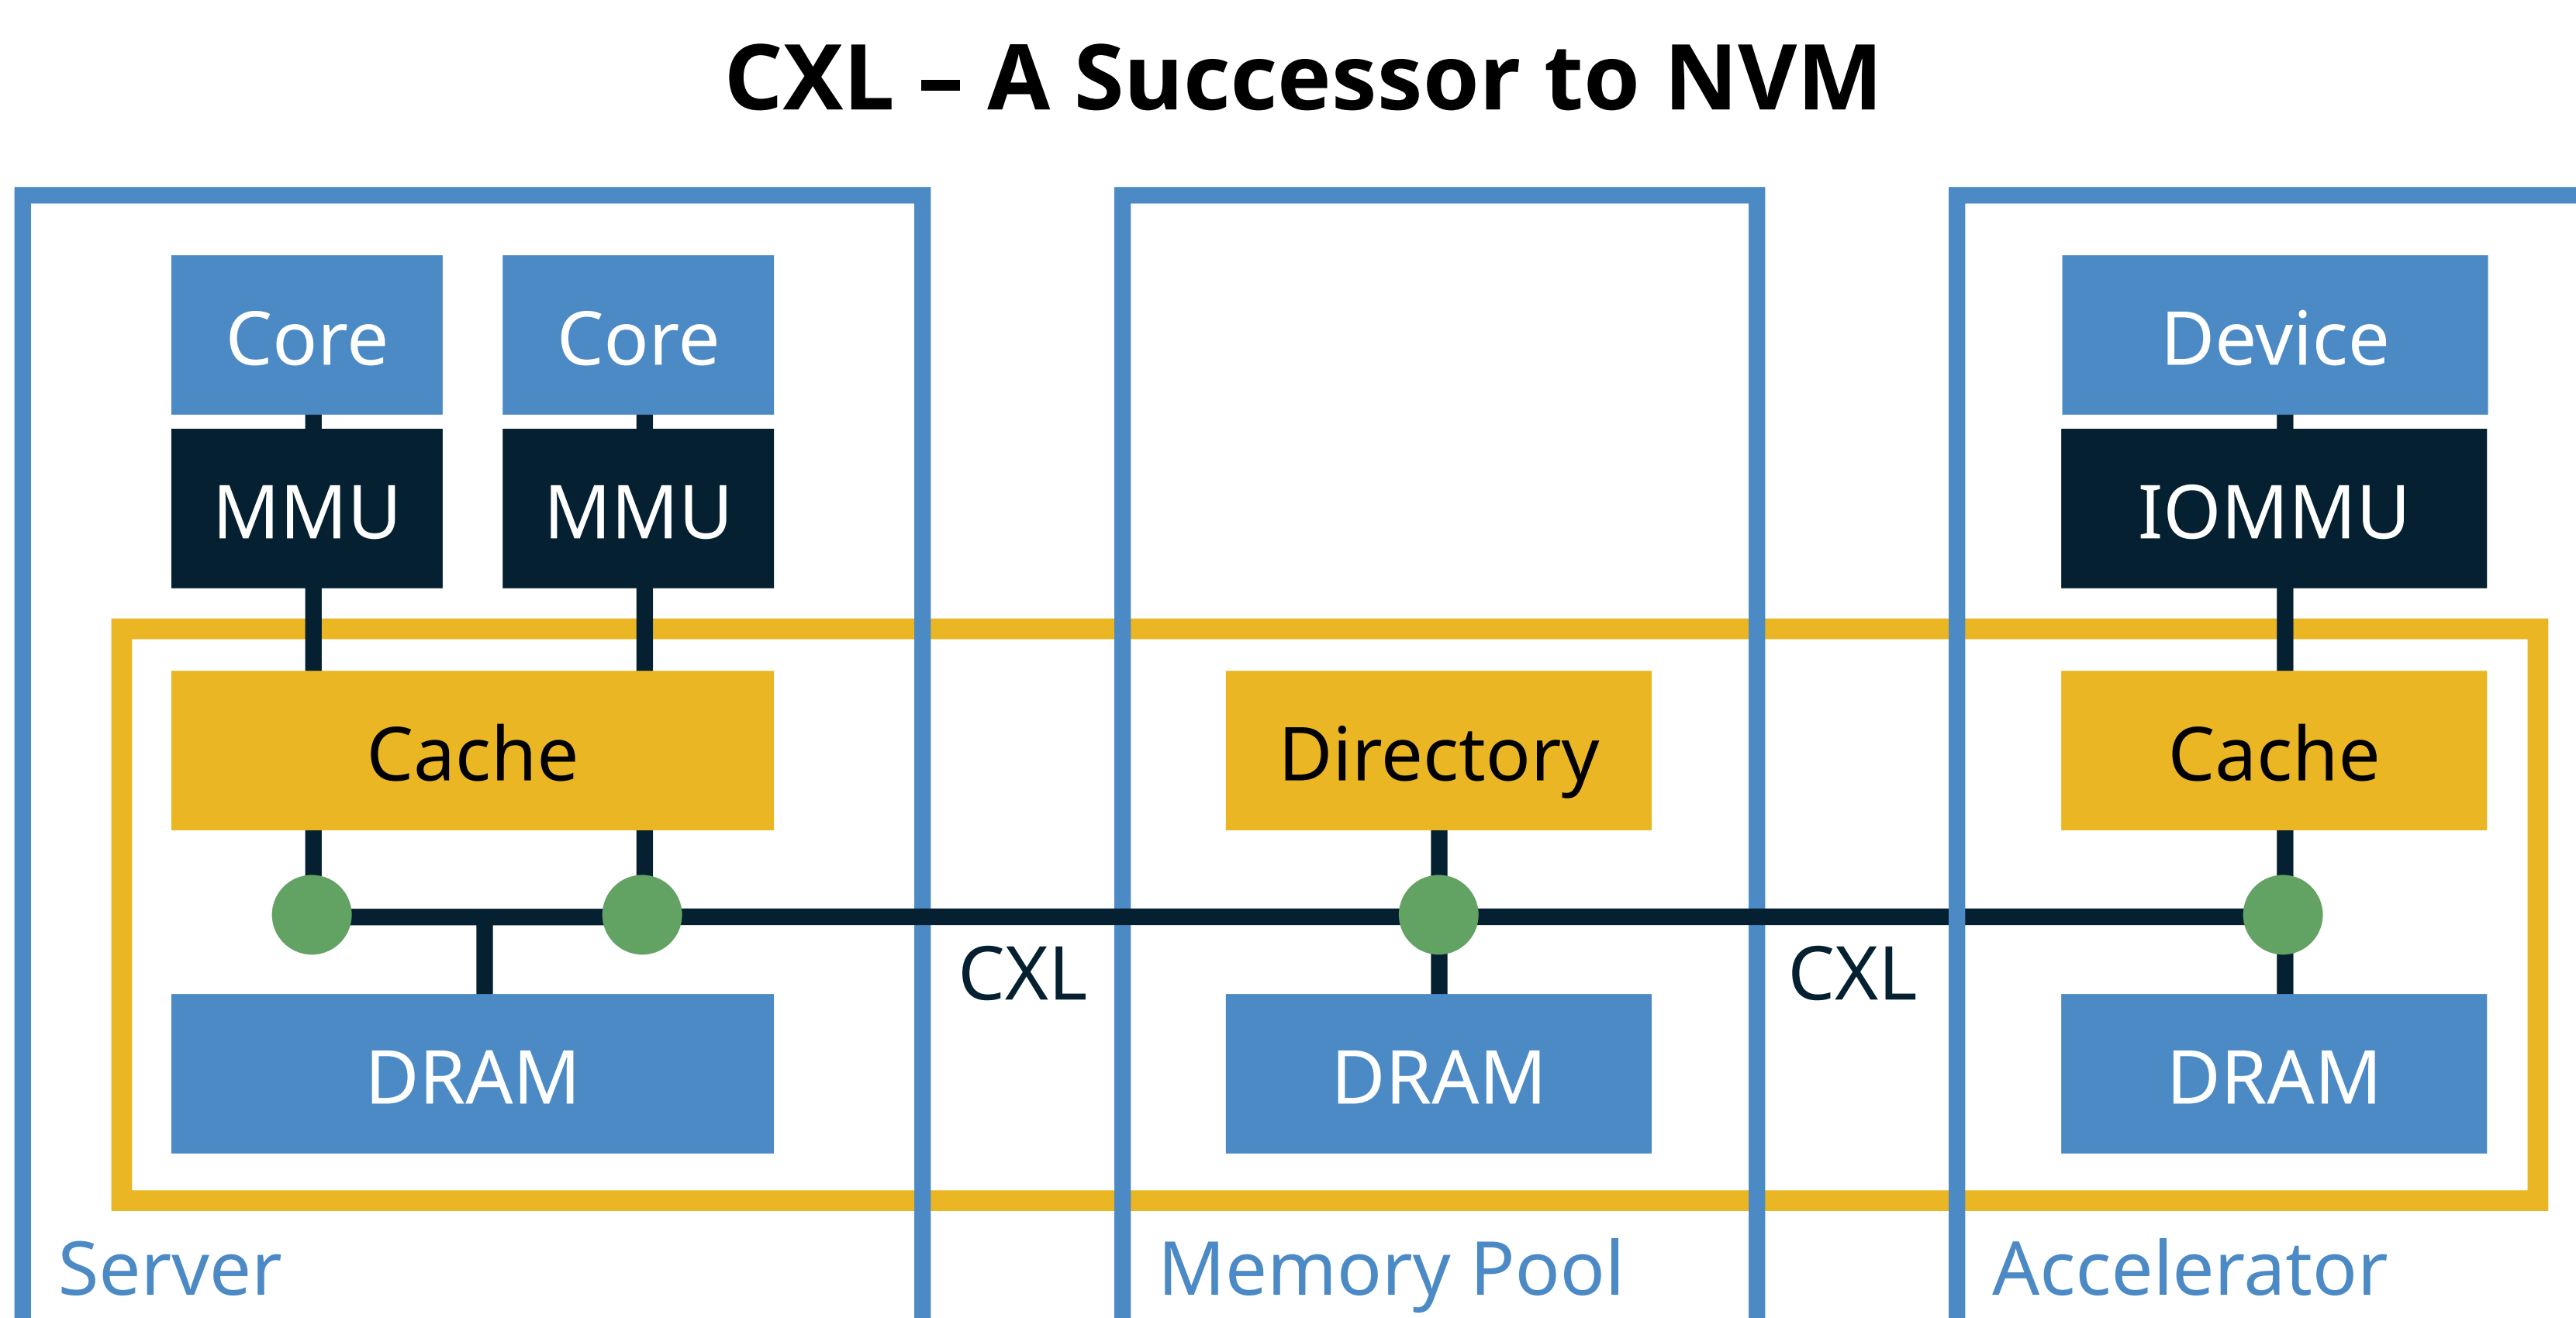 CXL – A Successor to NVM
Core
Core
Device
MMU
MMU
IOMMU
Cache
Directory
Cache
CXL
CXL
DRAM
DRAM
DRAM
Server
Memory Pool
Accelerator